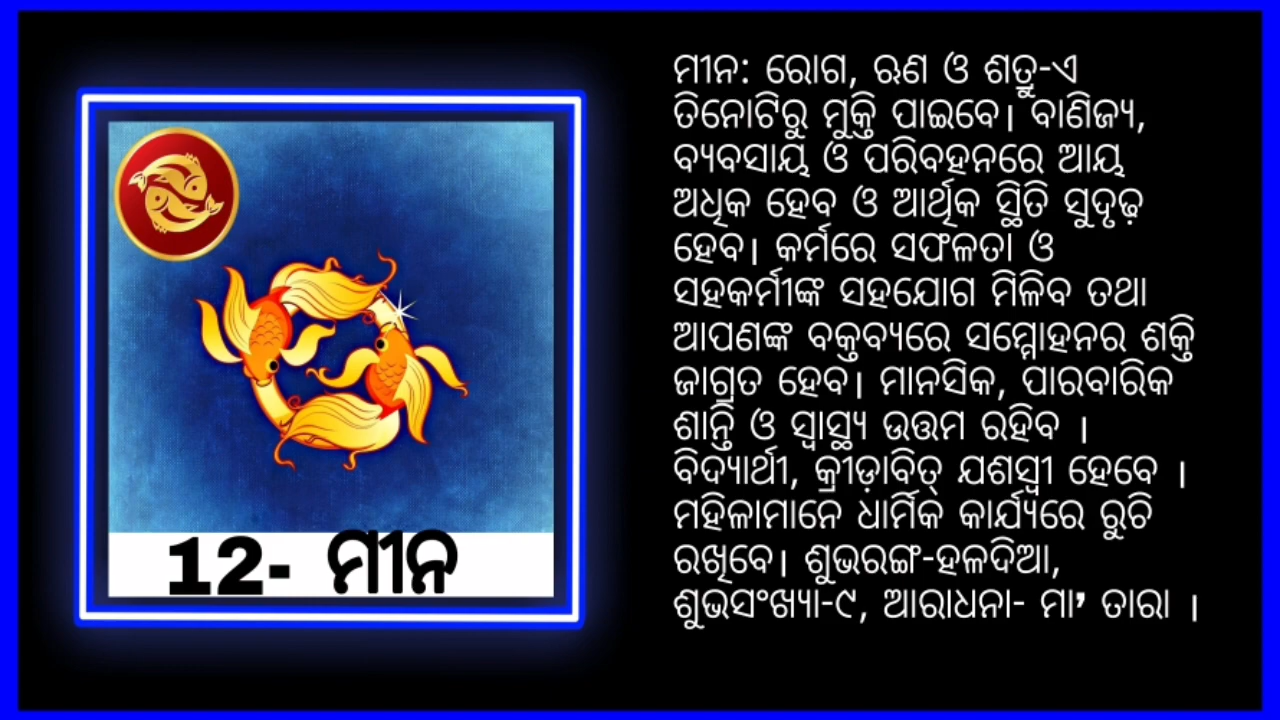 12- ମୀନ
ମୀନ: ରୋଗ, ଋଣ ଓ ଶତ୍ରୁ-ଏ
ତିନୋଟିରୁ ମୁକ୍ତି ପାଇବେ। ବାଣିଜ୍ୟ,
ବ୍ୟବସାୟ ଓ ପରିବହନରେ ଆୟ
ଅଧିକ ହେବ ଓ ଆର୍ଥିକ ସ୍ଥିତି ସୁଦୃଢ଼
ହେବ। କର୍ମରେ ସଫଳତା ଓ
ସହକର୍ମୀଙ୍କ ସହଯୋଗ ମିଳିବ ତଥା
ଆପଣଙ୍କ ବକ୍ତବ୍ୟରେ ସମ୍ମୋହନର ଶକ୍ତି
ଜାଗ୍ରତ ହେବ। ମାନସିକ, ପାରବାରିକ
ଶାନ୍ତି ଓ ସ୍ୱାସ୍ଥ୍ୟ ଉତ୍ତମ ରହିବ ।
ବିଦ୍ୟାର୍ଥୀ, କ୍ରୀଡ଼ାବିତ୍ ଯଶସ୍ୱୀ ହେବେ ।
ମହିଳାମାନେ ଧାର୍ମିକ କାର୍ଯ୍ୟରେ ରୁଚି
ରଖିବେ। ଶୁଭରଙ୍ଗ-ହଳଦିଆ,
ଶୁଭସଂଖ୍ୟା-୯, ଆରାଧନା- ମା’ ତାରା ।